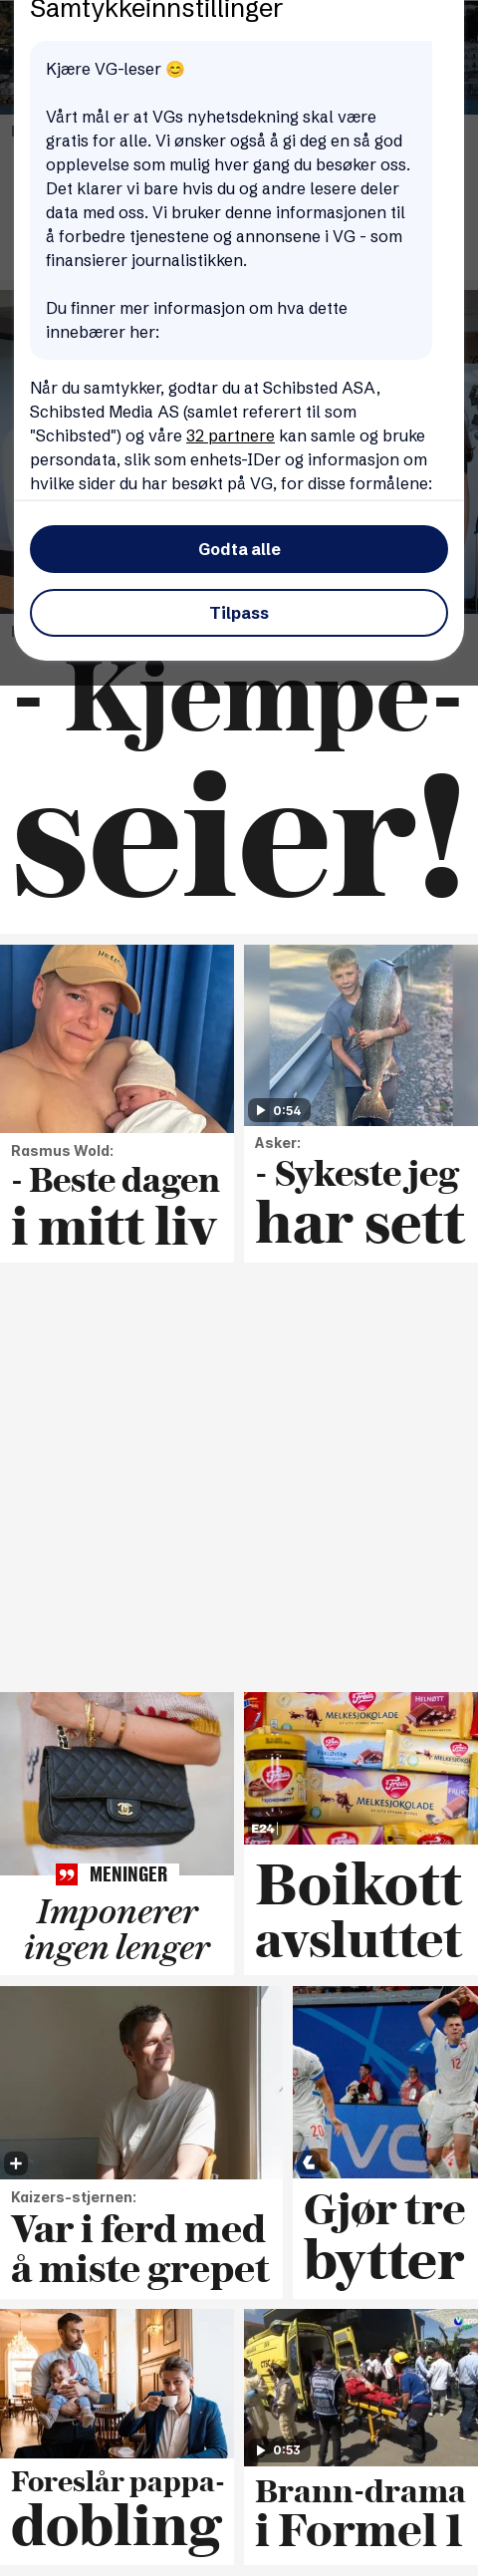 Samtykkeinnstillinger
Kjære VG-leser 😊
Vårt mål er at VGs nyhetsdekning skal være
gratis for alle. Vi ønsker også å gi deg en så god
opplevelse som mulig hver gang du besøker oss.
Det klarer vi bare hvis du og andre lesere deler
data med oss. Vi bruker denne informasjonen til
å forbedre tjenestene og annonsene i VG - som
finansierer journalistikken.
Du finner mer informasjon om hva dette
innebærer her:
Når du samtykker, godtar du at Schibsted ASA,
Schibsted Media AS (samlet referert til som
"Schibsted") og våre 32 partnere kan samle og bruke
persondata, slik som enhets-IDer og informasjon om
hvilke sider du har besøkt på VG, for disse formålene:
Godta alle
Tilpass
- Kjempe-
seier!
0:54
Rasmus Wold:
- Beste dagen
i mitt liv
Asker:
- Sykeste jeg
har sett
MENINGER
Imponerer
ingen lenger
HELNØTT
Freia
MELKESJOKOLADE
MELKESJOKOLADE
E24
Boikott
avsluttet
Kaizers-stjernen:
Var i ferd med
å miste grepet
12
20
Gjør tre
bytter
Foreslår pappa-
dobling
0:53
Brann-drama
i Formel 1